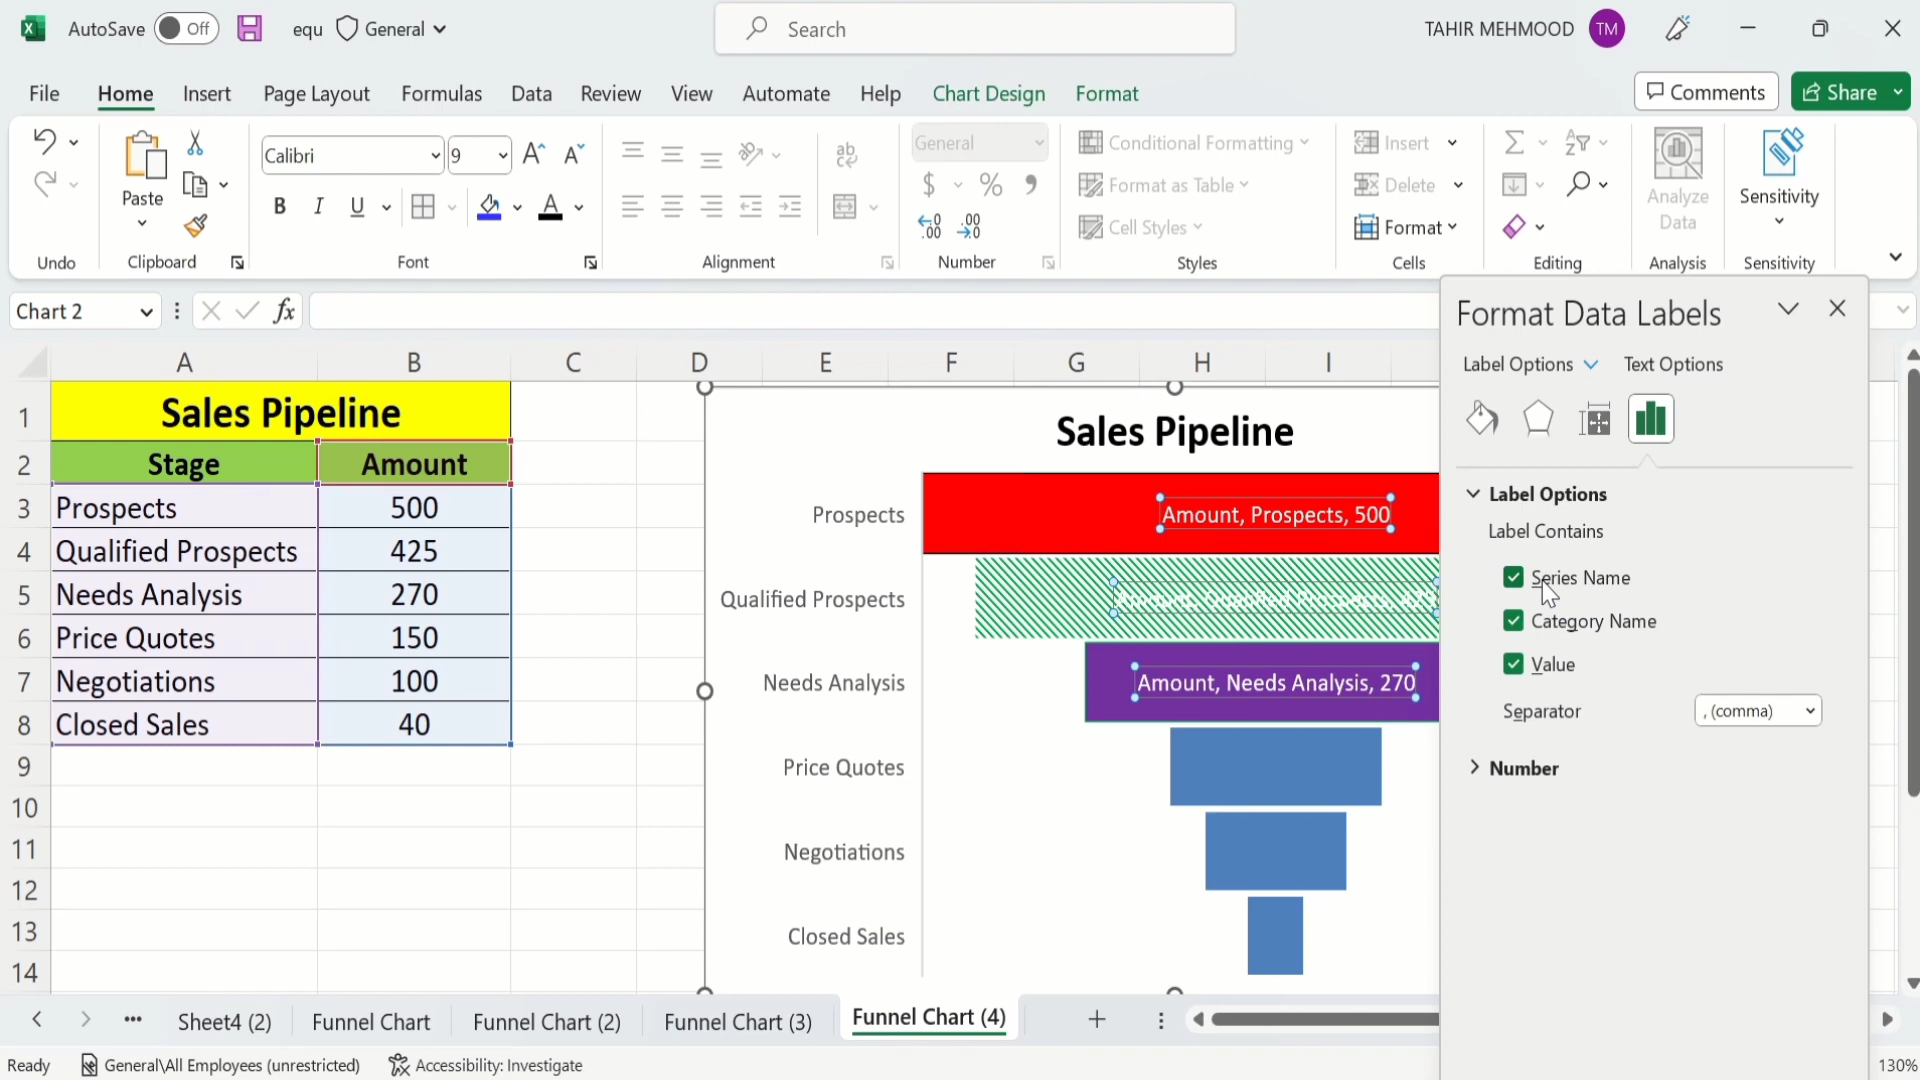 AutoSave Off equ General Search TAHIR MEHMOOD TM
File Home Insert Page Layout Formulas Data Review View Automate Help Chart Design Format Comments Share
Paste
Calibri 9
B I U A
ab
General
$ %
Conditional Formatting
Format as Table
Cell Styles
Insert
Delete
Format
Analyze
Data
Sensitivity
Undo Clipboard Font Alignment Number Styles Cells Editing Analysis Sensitivity
Chart 2 fx
A B C D E F G H I
1 Sales Pipeline
2 Stage Amount
3 Prospects 500
4 Qualified Prospects 425
5 Needs Analysis 270
6 Price Quotes 150
7 Negotiations 100
8 Closed Sales 40
9
10
11
12
13
14
Sales Pipeline
Prospects Amount, Prospects, 500
Qualified Prospects Amount, Qualified Prospects, 425
Needs Analysis Amount, Needs Analysis, 270
Price Quotes
Negotiations
Closed Sales
Format Data Labels
Label Options Text Options
Label Options
Label Contains
Series Name
Category Name
Value
Separator , (comma)
Number
Sheet4 (2) Funnel Chart Funnel Chart (2) Funnel Chart (3) Funnel Chart (4)
Ready General\All Employees (unrestricted) Accessibility: Investigate 130%